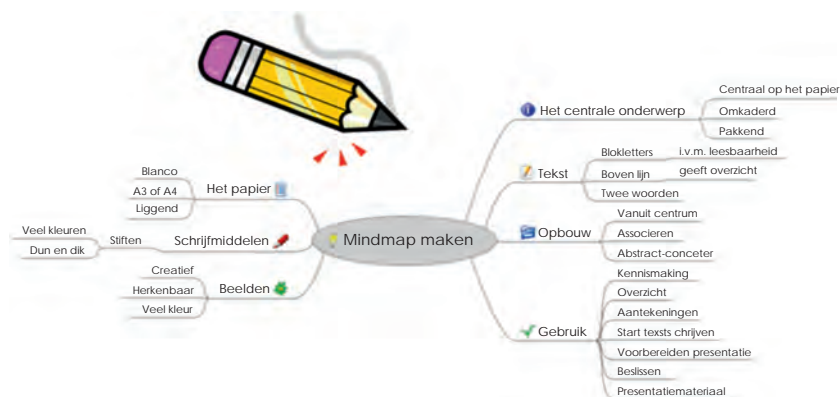 Mindmap maken
Het centrale onderwerp
Centraal op het papier
Omkaderd
Pakkend
Tekst
Blokletters
i.v.m. leesbaarheid
Boven lijn
geeft overzicht
Twee woorden
Opbouw
Vanuit centrum
Associeren
Abstract-conceter
Gebruik
Kennismaking
Overzicht
Aantekeningen
Start texsts chrijven
Voorbereiden presentatie
Beslissen
Presentatiemateriaal
Het papier
Blanco
A3 of A4
Liggend
Schrijfmiddelen
Stiften
Veel kleuren
Dun en dik
Beelden
Creatief
Herkenbaar
Veel kleur